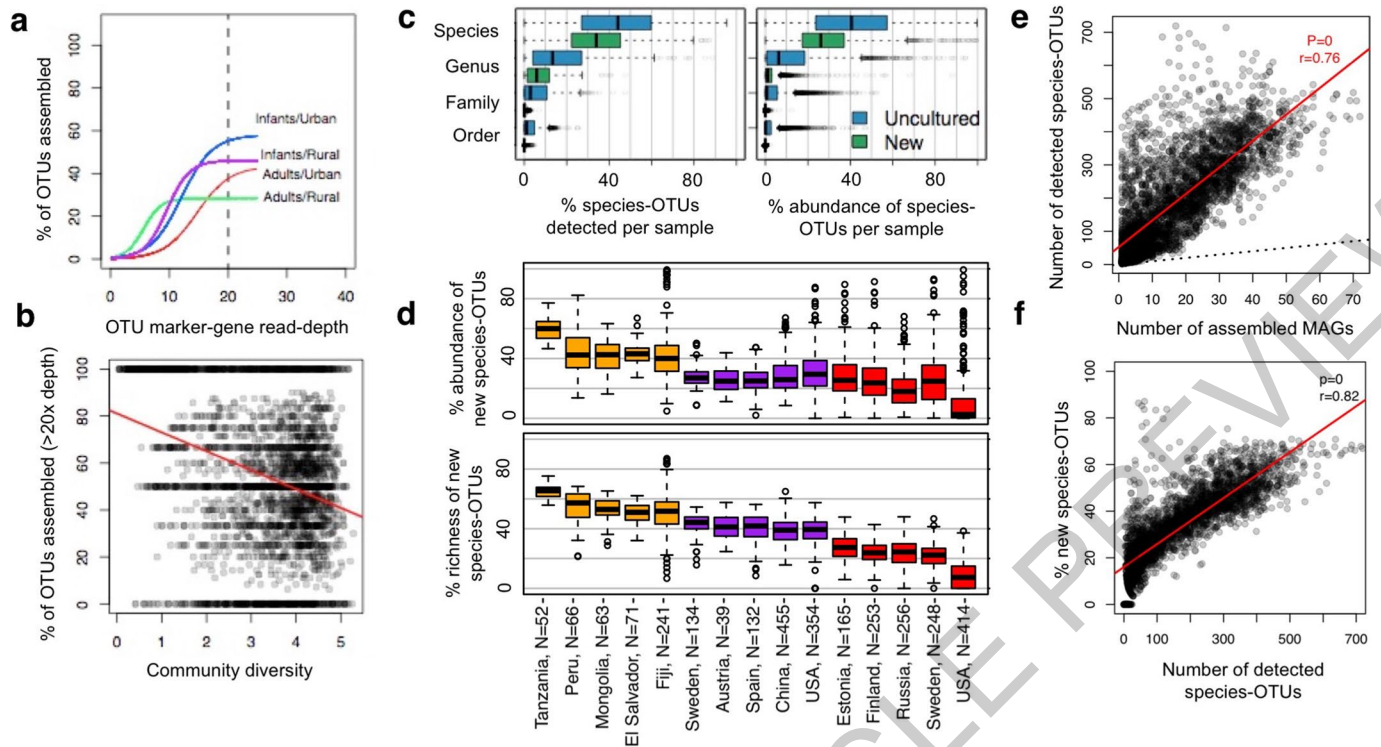 a
% of OTUs assembled
100
80
60
40
20
0
Infants/Urban
Infants/Rural
Adults/Urban
Adults/Rural
0 10 20 30 40
OTU marker-gene read-depth
b
% of OTUs assembled (>20x depth)
100
80
60
40
20
0
0 1 2 3 4 5
Community diversity
c
Species
Genus
Family
Order
Uncultured
New
0 20 40 60 80
0 20 40 60 80
% species-OTUs
detected per sample
% abundance of species-
OTUs per sample
d
% abundance of
new species-OTUs
80
40
0
% richness of new
species-OTUs
80
40
0
Tanzania, N=52
Peru, N=66
Mongolia, N=63
El Salvador, N=71
Fiji, N=241
Sweden, N=134
Austria, N=39
Spain, N=132
China, N=455
USA, N=354
Estonia, N=165
Finland, N=253
Russia, N=256
Sweden, N=248
USA, N=414
e
Number of detected species-OTUs
700
500
300
200
100
0
P=0
r=0.76
0 10 20 30 40 50 60 70
Number of assembled MAGs
f
% new species-OTUs
100
80
60
40
20
0
p=0
r=0.82
0 100 300 500 700
Number of detected
species-OTUs
LE PREVIEW